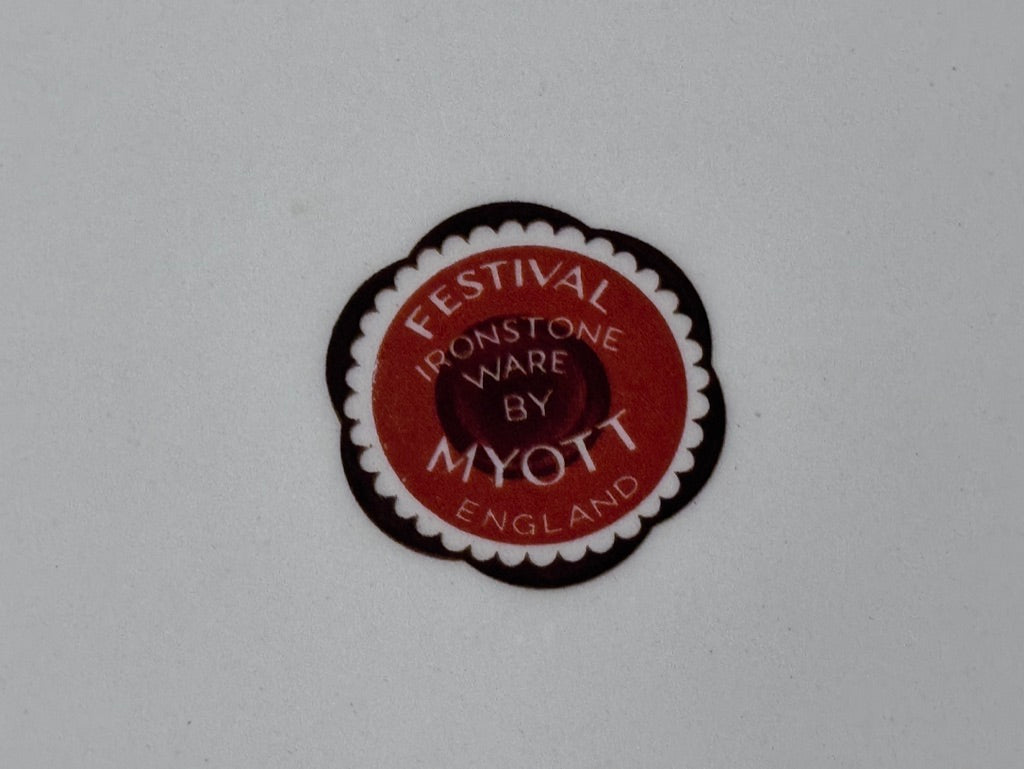 FESTIVAL
IRONSTONE
WARE
BY
MYOTT
ENGLAND